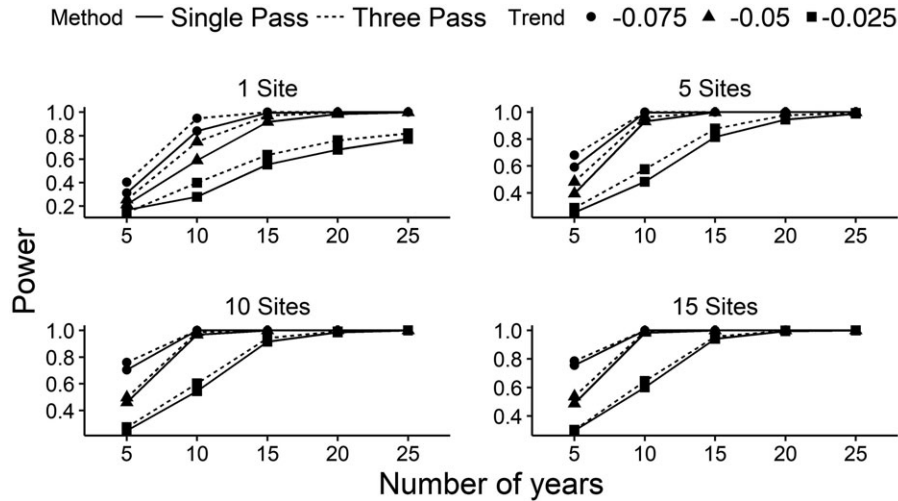 Method Single Pass Three Pass Trend -0.075 -0.05 -0.025
1 Site
5 Sites
1.0
0.8
0.6
0.4
0.2
5 10 15 20 25
1.0
0.8
0.6
0.4
5 10 15 20 25
Power
10 Sites
15 Sites
1.0
0.8
0.6
0.4
5 10 15 20 25
1.0
0.8
0.6
0.4
5 10 15 20 25
Number of years